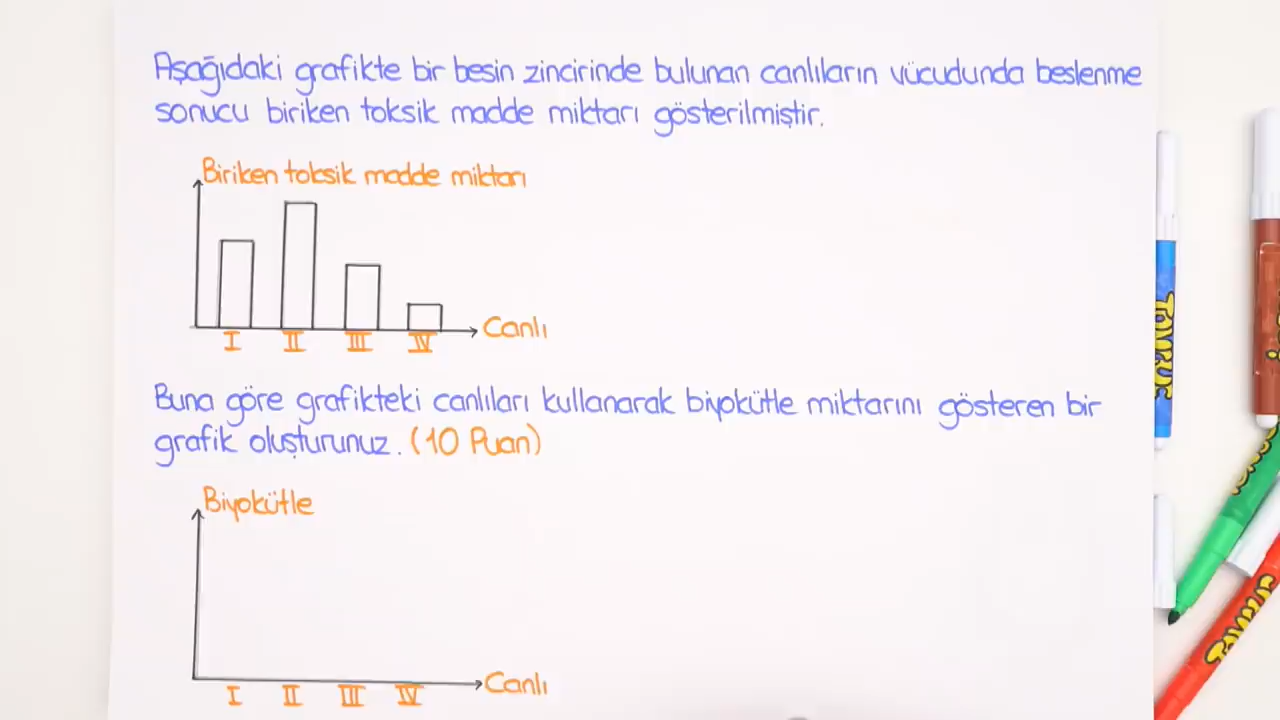 Aşağıdaki grafikte bir besin zincirinde bulunan canlıların vücudunda beslenme
sonucu biriken toksik madde miktarı gösterilmiştir.
Biriken toksik madde miktarı
Canlı
I II III IV
Buna göre grafikteki canlıları kullanarak biyokütle miktarını gösteren bir
grafik oluşturunuz. (10 Puan)
Biyokütle
Canlı
I II III IV